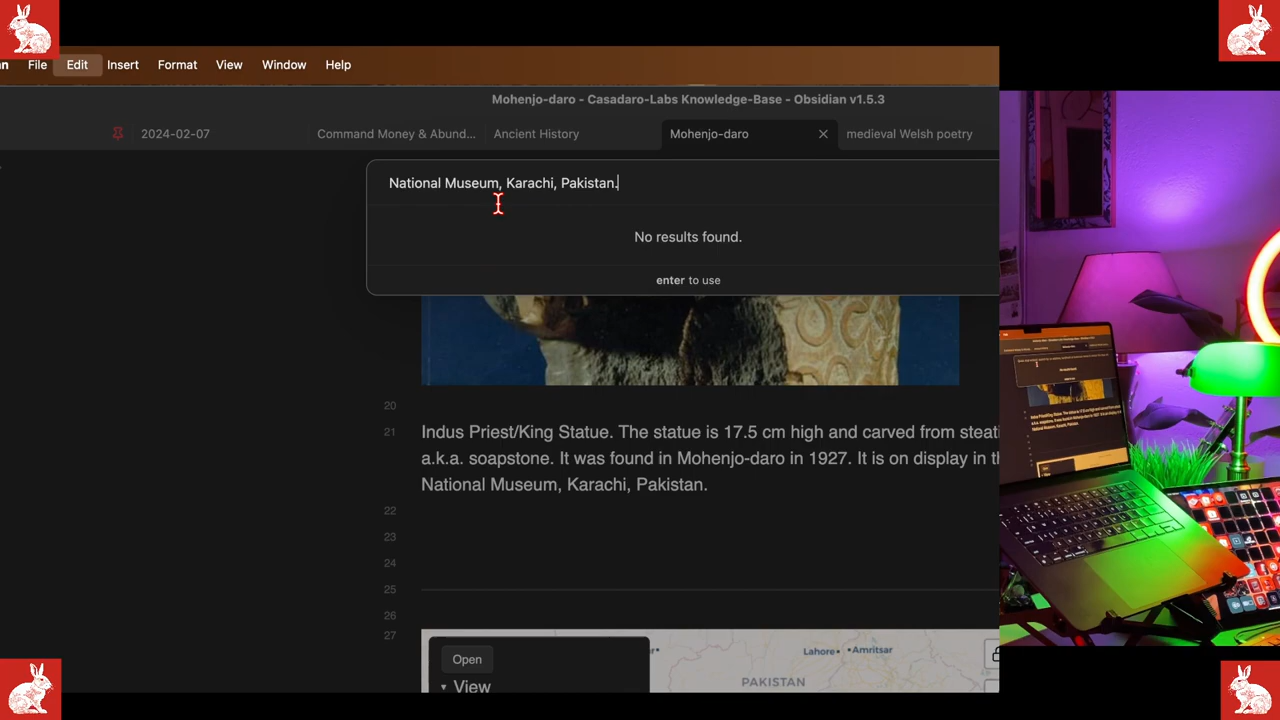 File Edit Insert Format View Window Help
Mohenjo-daro - Casadaro-Labs Knowledge-Base - Obsidian v1.5.3
2024-02-07 Command Money & Abund... Ancient History Mohenjo-daro medieval Welsh poetry
National Museum, Karachi, Pakistan.
No results found.
enter to use
20
21 Indus Priest/King Statue. The statue is 17.5 cm high and carved from
a.k.a. soapstone. It was found in Mohenjo-daro in 1927. It is on display in
National Museum, Karachi, Pakistan.
22
23
24
25
26
27
Open
View
Lahore Amritsar
PAKISTAN